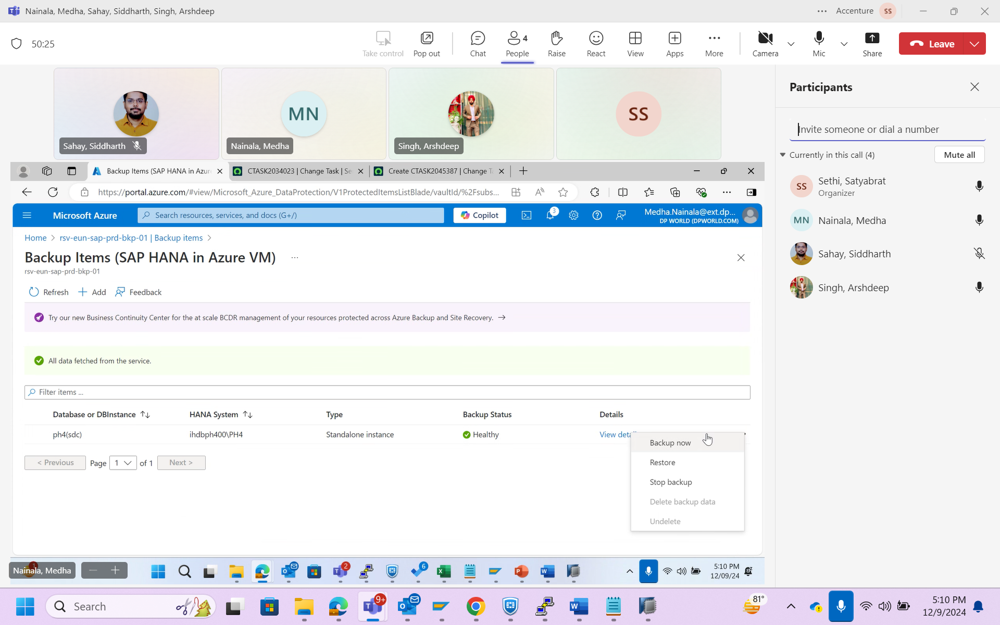 Nainala, Medha, Sahay, Siddharth, Singh, Arshdeep
Accenture SS
50:25
Take control
Pop out
Chat
People 4
Raise
React
View
Apps
More
Camera
Mic
Share
Leave
Sahay, Siddharth
MN
Nainala, Medha
Singh, Arshdeep
SS
Participants
Invite someone or dial a number
Currently in this call (4)
Mute all
SS
Sethi, Satyabrat
Organizer
MN
Nainala, Medha
Sahay, Siddharth
Singh, Arshdeep
Backup Items (SAP HANA in Azur
CTASK2034023 | Change Task | Se
Create CTASK2045387 | Change T
https://portal.azure.com/#view/Microsoft_Azure_DataProtection/V1ProtectedItemsListBlade/vaultId/%2Fsubs...
Microsoft Azure
Search resources, services, and docs (G+/)
Copilot
3
Medha.Nainala@ext.dp...
DP WORLD (DPWORLD.COM)
Home > rsv-eun-sap-prd-bkp-01 | Backup items >
Backup Items (SAP HANA in Azure VM) ...
rsv-eun-sap-prd-bkp-01
Refresh
Add
Feedback
Try our new Business Continuity Center for the at scale BCDR management of your resources protected across Azure Backup and Site Recovery. →
All data fetched from the service.
Filter items ...
Database or DBInstance ↑↓ HANA System ↑↓ Type Backup Status Details
ph4(sdc) ihdbph400\PH4 Standalone instance Healthy View detail
Backup now
Restore
Stop backup
Delete backup data
Undelete
< Previous Page 1 of 1 Next >
Nainala, Medha
1
2
6
5:10 PM
12/09/24
Search
9+
81°
5:10 PM
12/9/2024